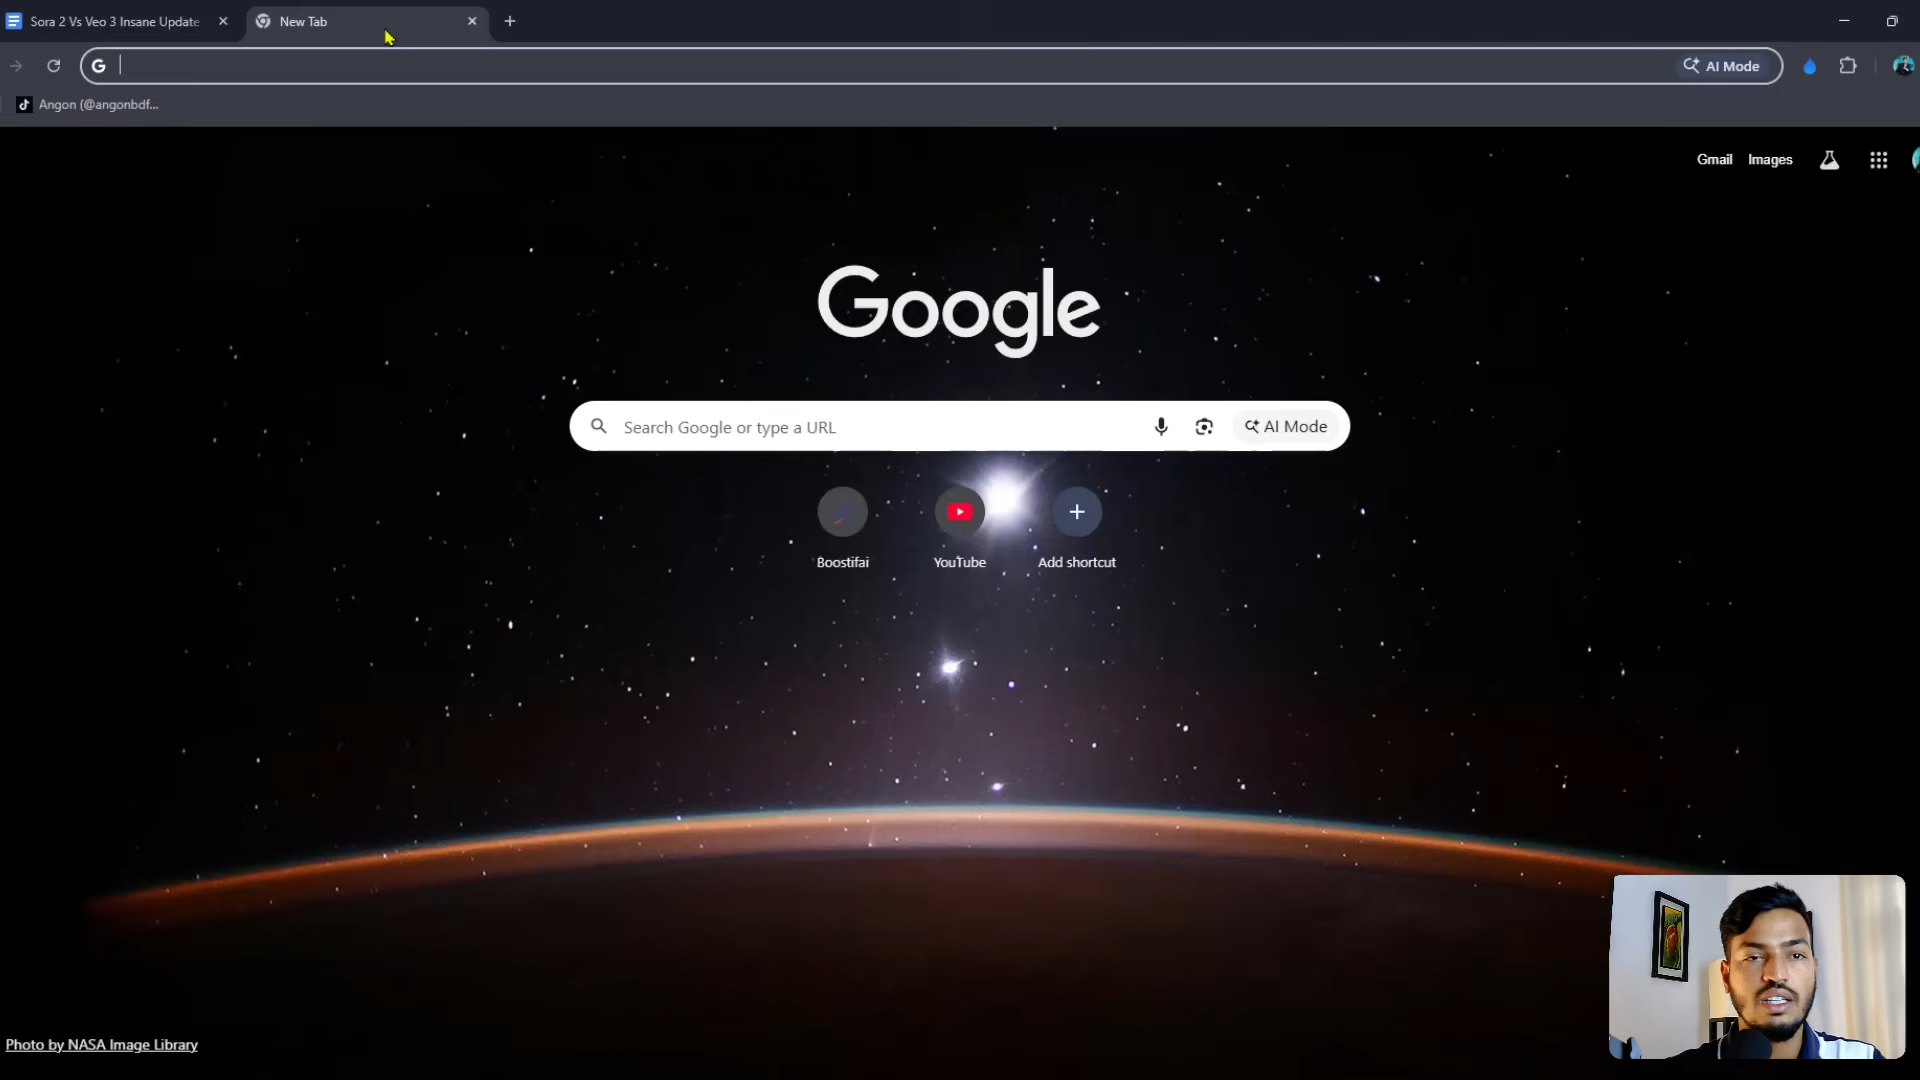 Sora 2 Vs Veo 3 Insane Update
New Tab
AI Mode
Angon (@angonbdf...
Gmail
Images
Google
Search Google or type a URL
AI Mode
Boostifai
YouTube
Add shortcut
Photo by NASA Image Library